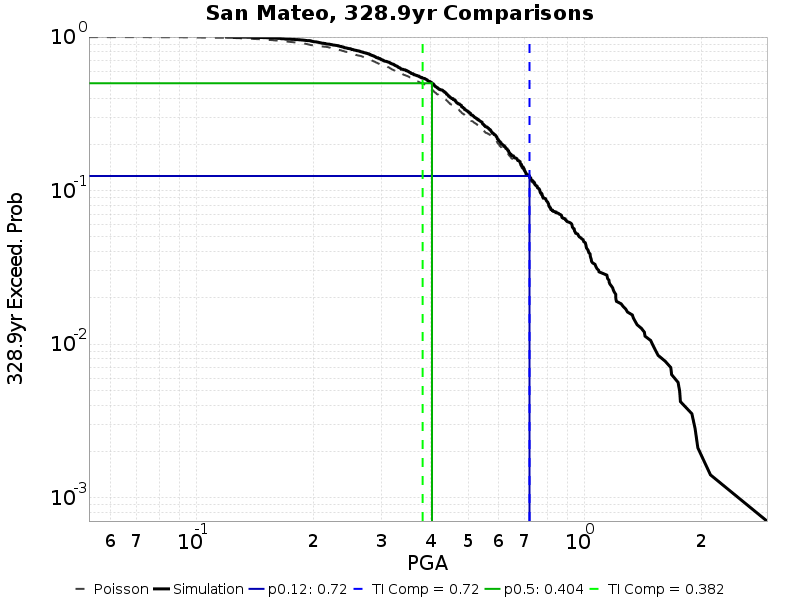 San Mateo, 328.9yr Comparisons
328.9yr Exceed. Prob
10^0
10^-1
10^-2
10^-3
6 7 10^-1 2 3 4 5 6 7 10^0 2
PGA
Poisson Simulation p0.12: 0.72 TI Comp = 0.72 p0.5: 0.404 TI Comp = 0.382